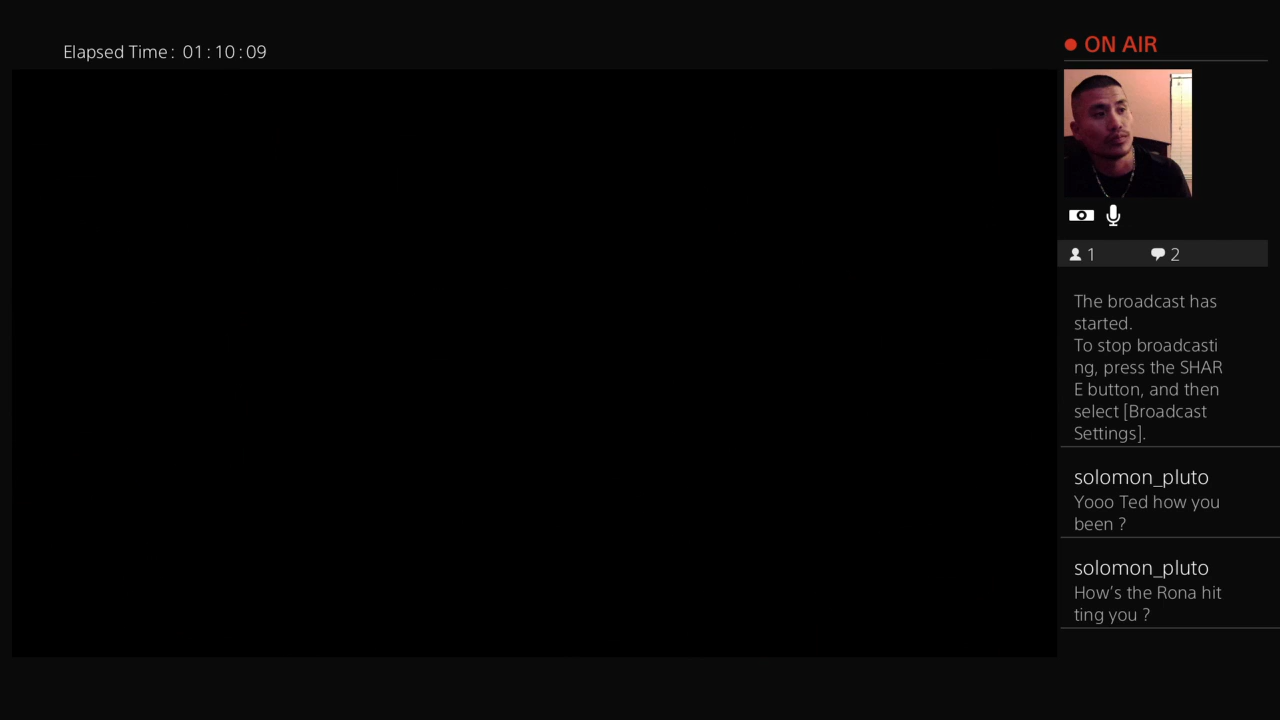 Elapsed Time: 01:10:09
ON AIR
1
2
The broadcast has
started.
To stop broadcasti
ng, press the SHAR
E button, and then
select [Broadcast
Settings].
solomon_pluto
Yooo Ted how you
been ?
solomon_pluto
How's the Rona hit
ting you ?